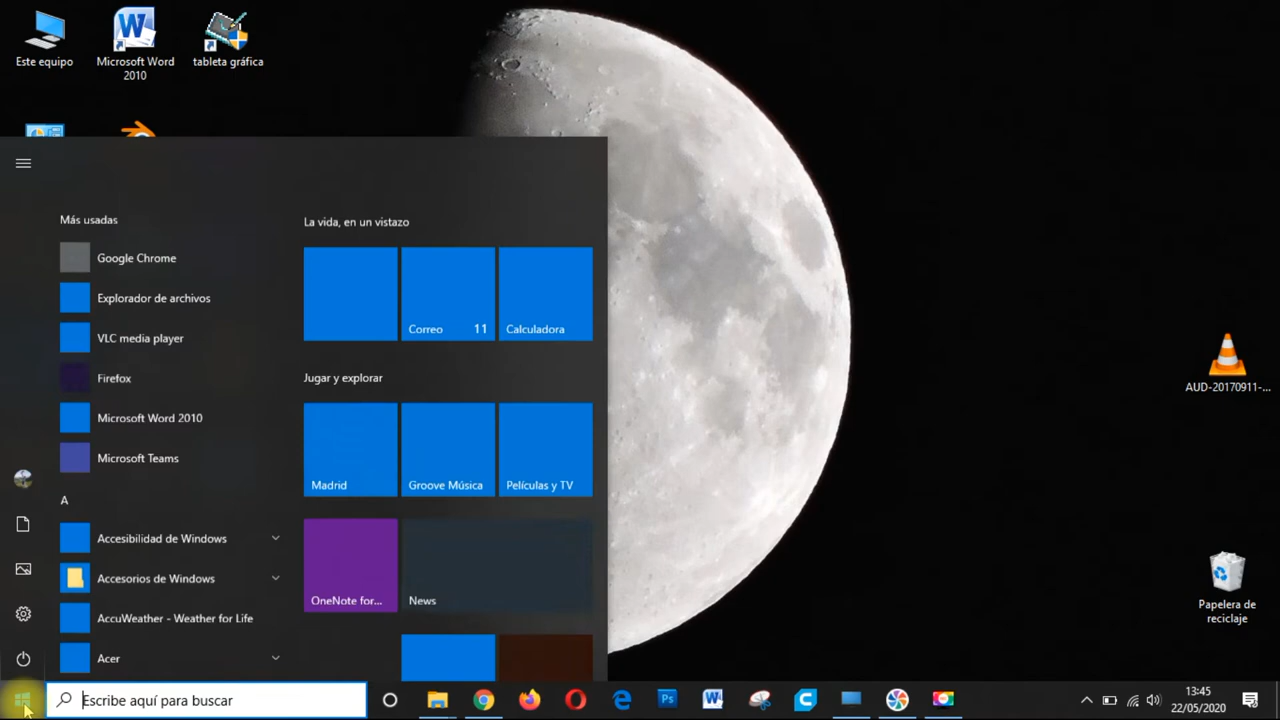 Este equipo
Microsoft Word
2010
tableta gráfica
Más usadas
Google Chrome
Explorador de archivos
VLC media player
Firefox
Microsoft Word 2010
Microsoft Teams
A
Accesibilidad de Windows
Accesorios de Windows
AccuWeather - Weather for Life
Acer
La vida, en un vistazo
Correo 11
Calculadora
Jugar y explorar
Madrid
Groove Música
Películas y TV
OneNote for...
News
AUD-20170911-...
Papelera de
reciclaje
Escribe aquí para buscar
Ps
W
13:45
22/05/2020